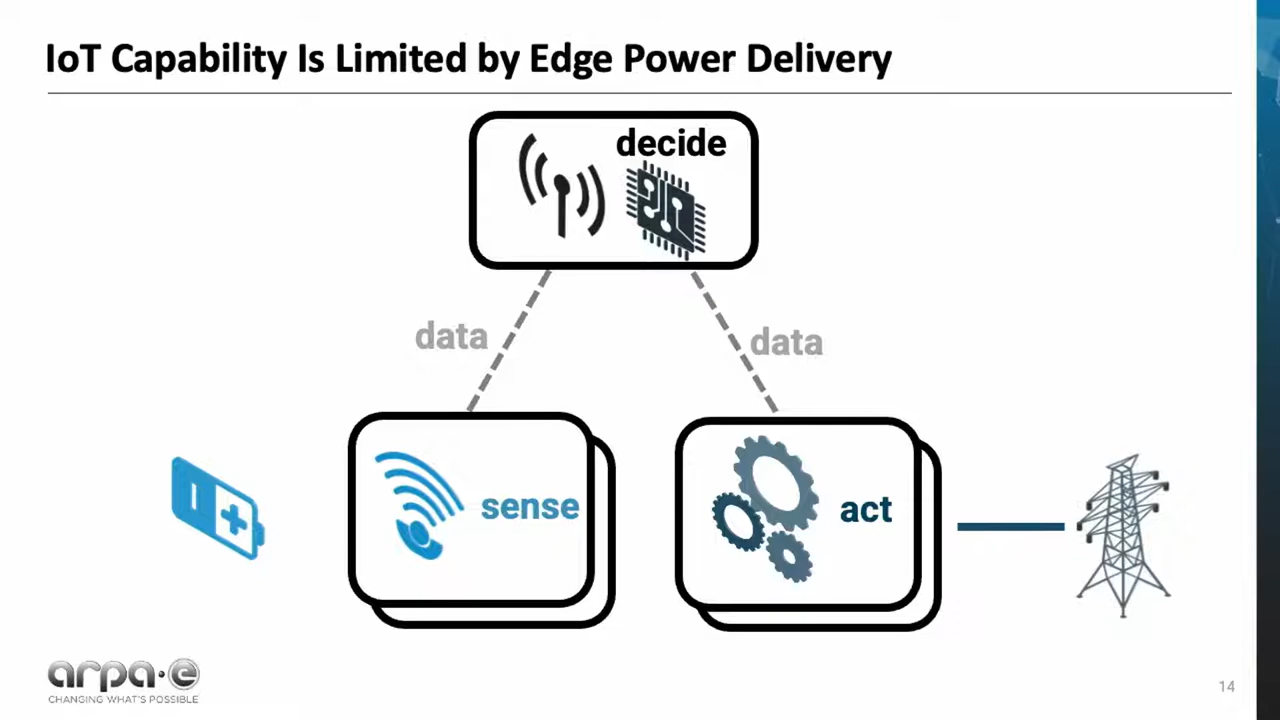 IoT Capability Is Limited by Edge Power Delivery
decide
data
data
sense
act
arpa·e
CHANGING WHAT'S POSSIBLE
14